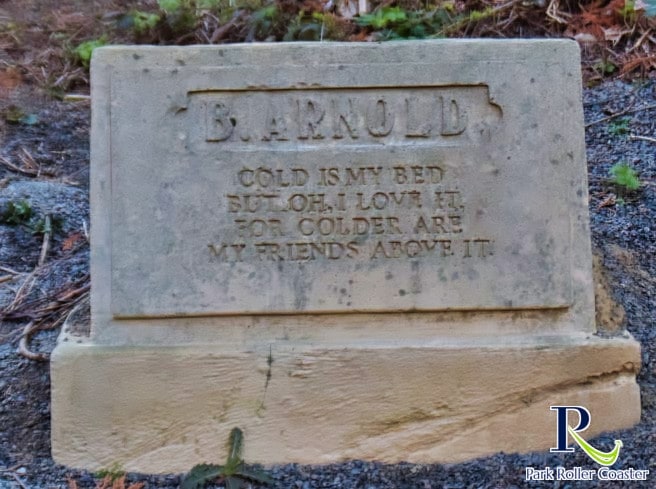 B. ARNOLD
COLD IS MY BED
BUT, OH, I LOVE IT,
FOR COLDER ARE
MY FRIENDS ABOVE IT.
PR
Park Roller Coaster